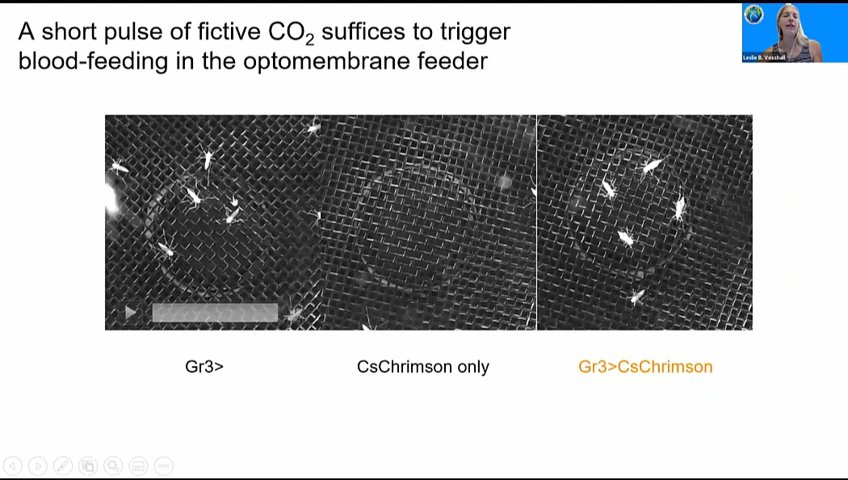 A short pulse of fictive CO₂ suffices to trigger
blood-feeding in the optomembrane feeder
Leslie B. Vosshall
Gr3>
CsChrimson only
Gr3>CsChrimson